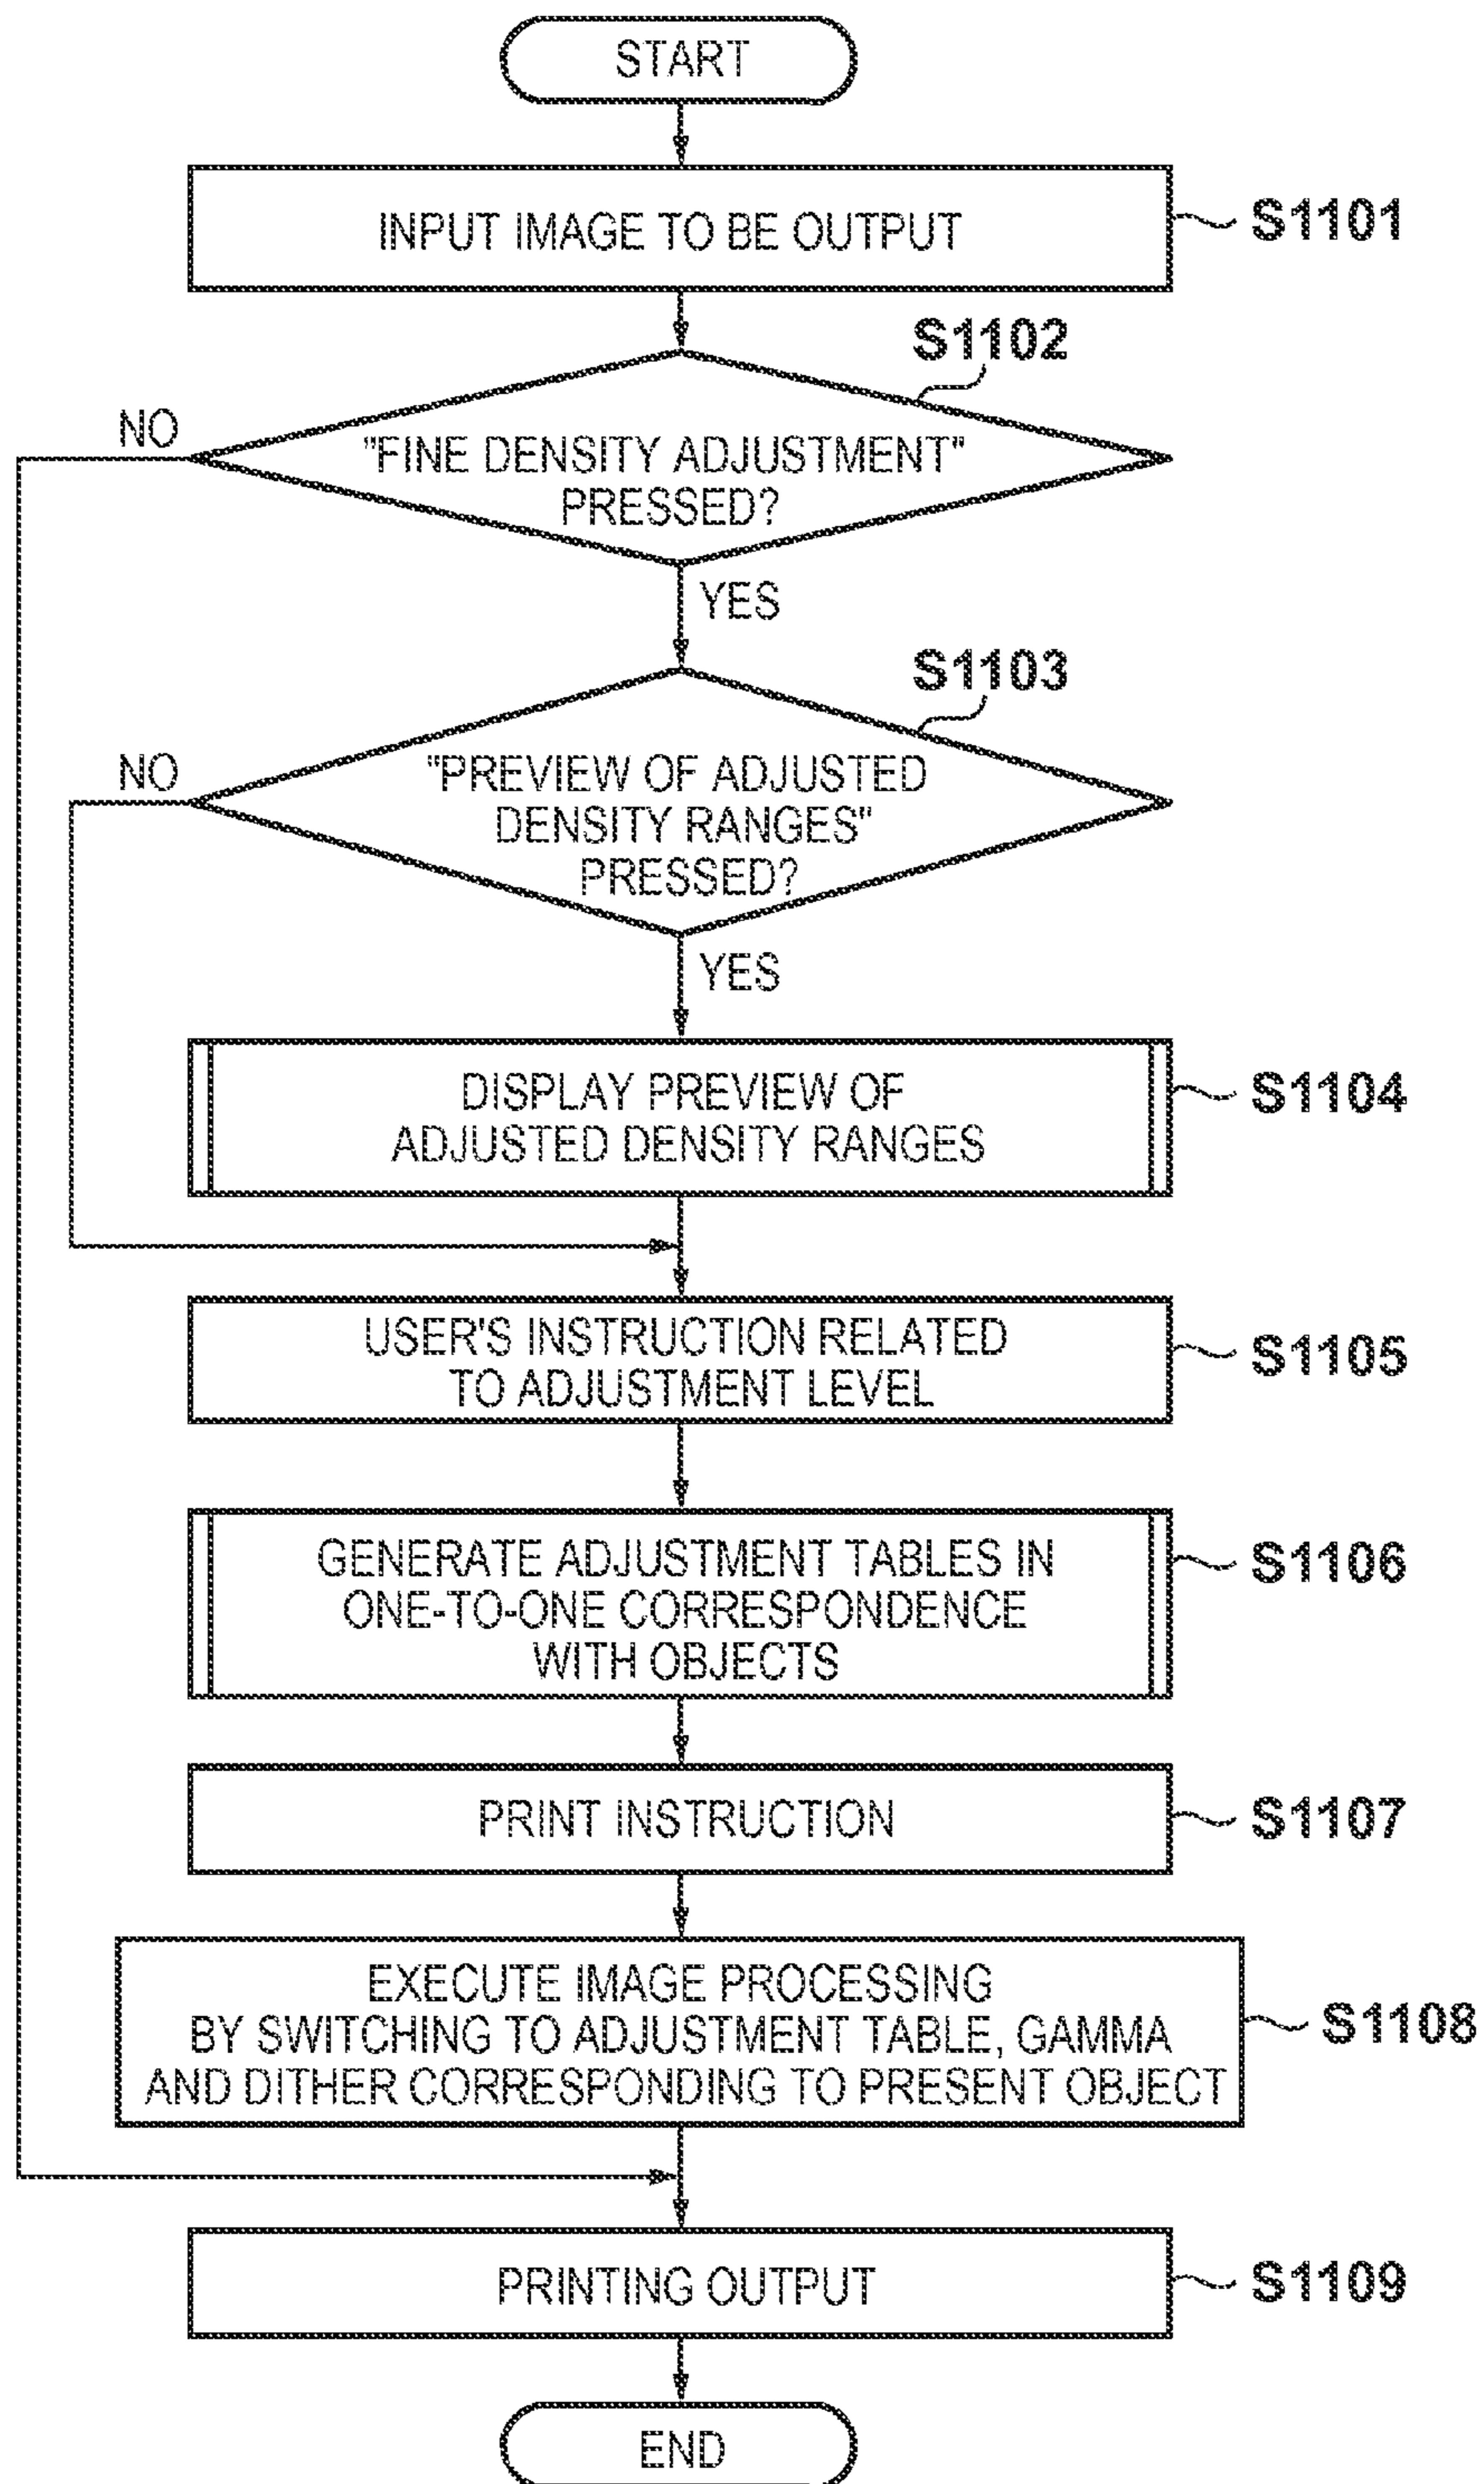 START
INPUT IMAGE TO BE OUTPUT
S1101
S1102
NO
"FINE DENSITY ADJUSTMENT"
PRESSED?
YES
S1103
NO
"PREVIEW OF ADJUSTED
DENSITY RANGES"
PRESSED?
YES
DISPLAY PREVIEW OF
ADJUSTED DENSITY RANGES
S1104
USER'S INSTRUCTION RELATED
TO ADJUSTMENT LEVEL
S1105
GENERATE ADJUSTMENT TABLES IN
ONE-TO-ONE CORRESPONDENCE
WITH OBJECTS
S1106
PRINT INSTRUCTION
S1107
EXECUTE IMAGE PROCESSING
BY SWITCHING TO ADJUSTMENT TABLE, GAMMA
AND DITHER CORRESPONDING TO PRESENT OBJECT
S1108
PRINTING OUTPUT
S1109
END